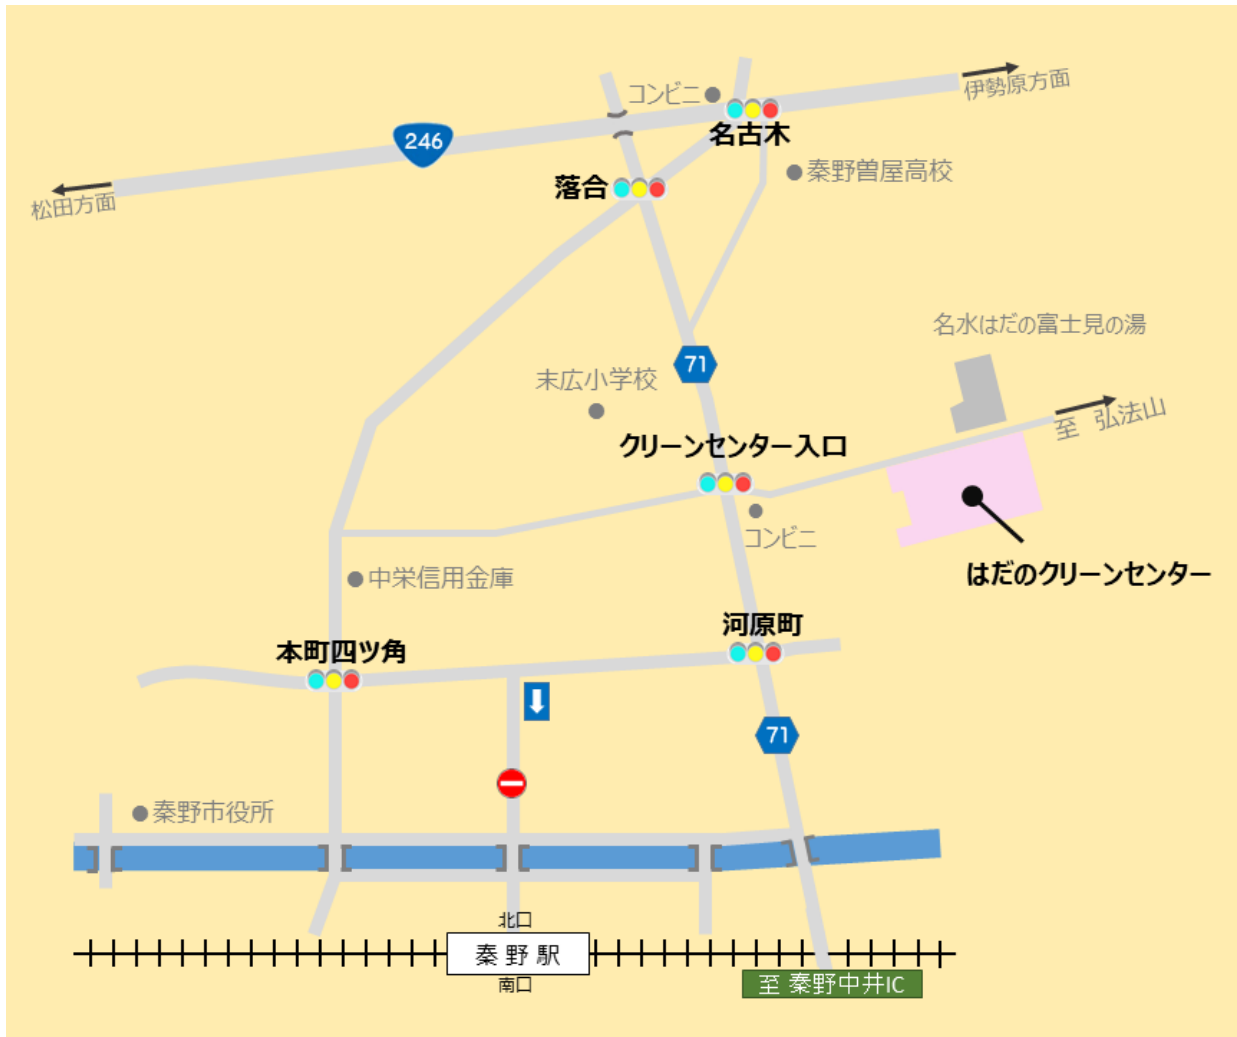 コンビニ
伊勢原方面
名古木
246
秦野曽屋高校
落合
松田方面
名水はだの富士見の湯
71
末広小学校
至 弘法山
クリーンセンター入口
コンビニ
中栄信用金庫
はだのクリーンセンター
河原町
本町四ツ角
71
秦野市役所
北口
秦野駅
南口
至 秦野中井IC